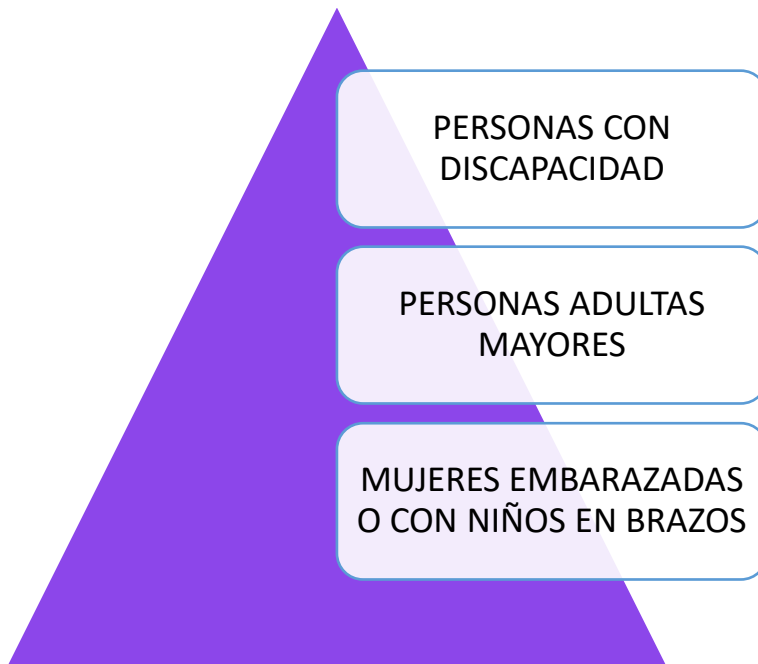 PERSONAS CON
DISCAPACIDAD
PERSONAS ADULTAS
MAYORES
MUJERES EMBARAZADAS
O CON NIÑOS EN BRAZOS